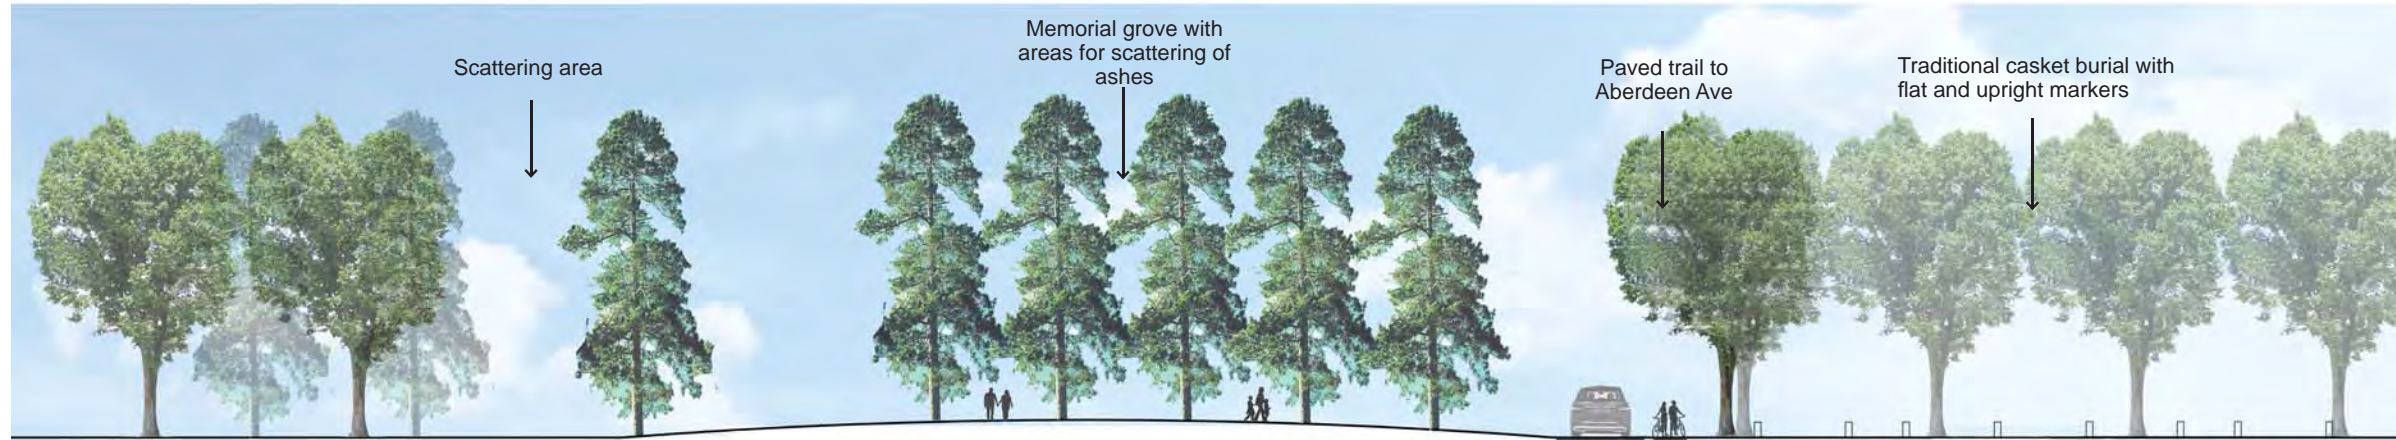 Scattering area
Memorial grove with
areas for scattering of
ashes
Paved trail to
Aberdeen Ave
Traditional casket burial with
flat and upright markers